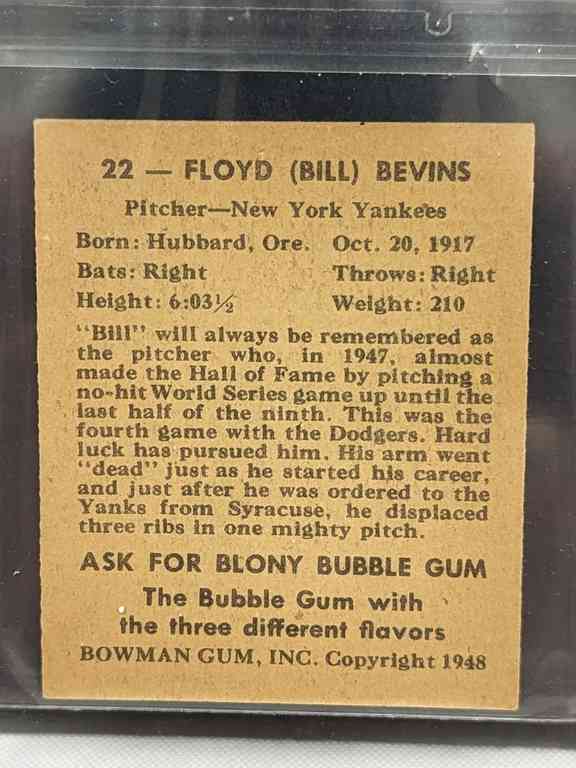 22 — FLOYD (BILL) BEVINS
Pitcher—New York Yankees
Born: Hubbard, Ore. Oct. 20, 1917
Bats: Right Throws: Right
Height: 6:03½ Weight: 210
"Bill" will always be remembered as
the pitcher who, in 1947, almost
made the Hall of Fame by pitching a
no-hit World Series game up until the
last half of the ninth. This was the
fourth game with the Dodgers. Hard
luck has pursued him. His arm went
"dead" just as he started his career,
and just after he was ordered to the
Yanks from Syracuse, he displaced
three ribs in one mighty pitch.
ASK FOR BLONY BUBBLE GUM
The Bubble Gum with
the three different flavors
BOWMAN GUM, INC. Copyright 1948